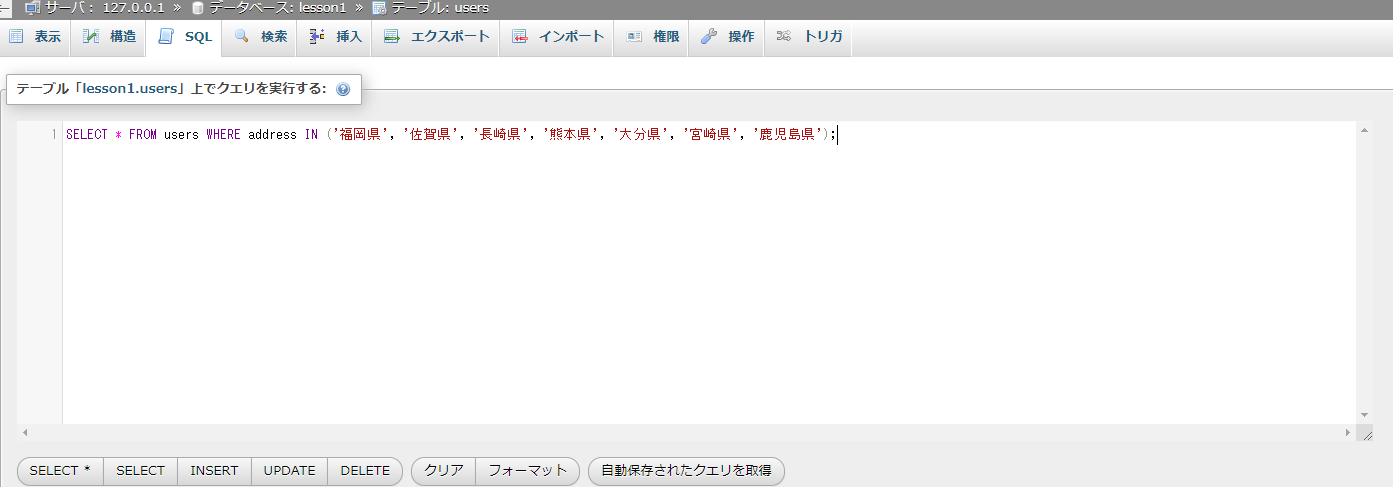 サーバ: 127.0.0.1 » データベース: lesson1 » テーブル: users
表示 構造 SQL 検索 挿入 エクスポート インポート 権限 操作 トリガ
テーブル「lesson1.users」上でクエリを実行する:
1 SELECT * FROM users WHERE address IN ('福岡県', '佐賀県', '長崎県', '熊本県', '大分県', '宮崎県', '鹿児島県');
SELECT * SELECT INSERT UPDATE DELETE クリア フォーマット 自動保存されたクエリを取得